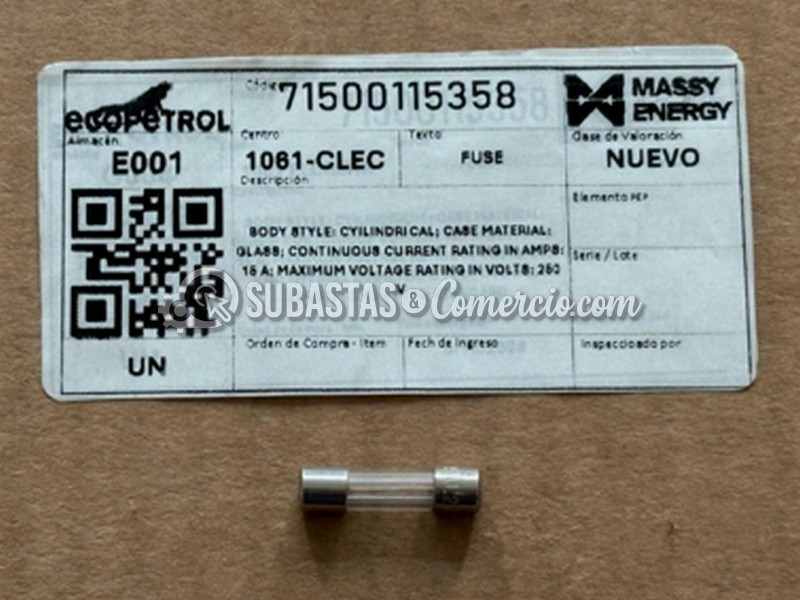 ecopetrol
Código
71500115358
MASSY
ENERGY
Almacén
E001
Centro
1061-CLEC
Texto
FUSE
Clase de Valoración
NUEVO
Descripción
BODY STYLE: CYILINDRICAL; CASE MATERIAL:
GLASS; CONTINUOUS CURRENT RATING IN AMPS:
15 A; MAXIMUM VOLTAGE RATING IN VOLTS: 250
V
Elemento PEP
Serie / Lote
SUBASTAS & Comercio.com
UN
Orden de Compra - Item
Fech de Ingreso
Inspeccionado por